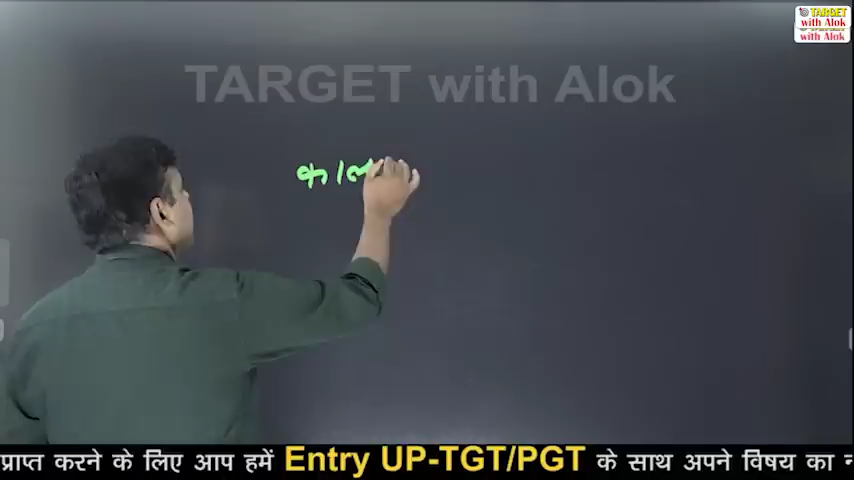 TARGET
with Alok
with Alok
TARGET with Alok
काल
प्राप्त करने के लिए आप हमें Entry UP-TGT/PGT के साथ अपने विषय का